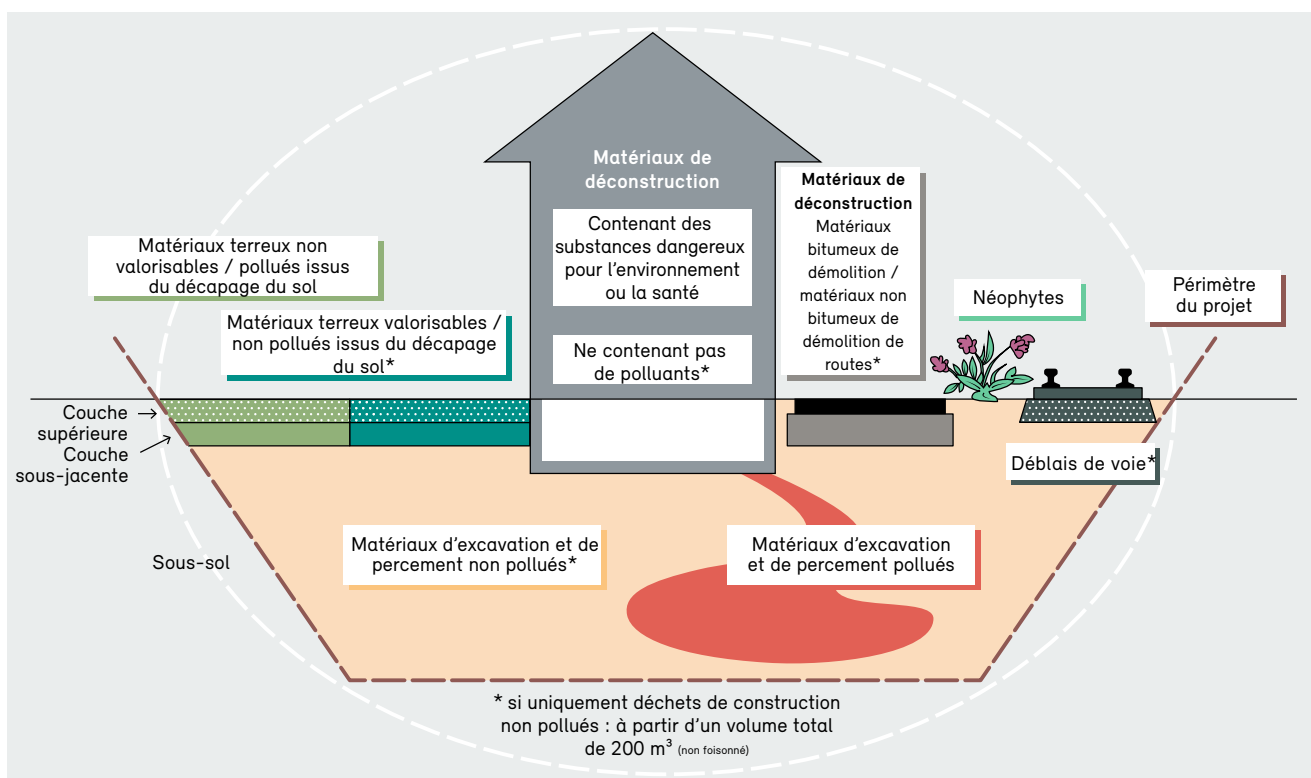 Matériaux de
déconstruction
Contenant des
substances dangereux
pour l'environnement
ou la santé
Ne contenant pas
de polluants*
Matériaux de
déconstruction
Matériaux
bitumeux de
démolition /
matériaux non
bitumeux de
démolition de
routes*
Matériaux terreux non
valorisables / pollués issus
du décapage du sol
Matériaux terreux valorisables /
non pollués issus du décapage
du sol*
Néophytes
Périmètre
du projet
Couche
supérieure
Couche
sous-jacente
Déblais de voie*
Sous-sol
Matériaux d'excavation et de
percement non pollués*
Matériaux d'excavation
et de percement pollués
* si uniquement déchets de construction
non pollués : à partir d'un volume total
de 200 m³ (non foisonné)